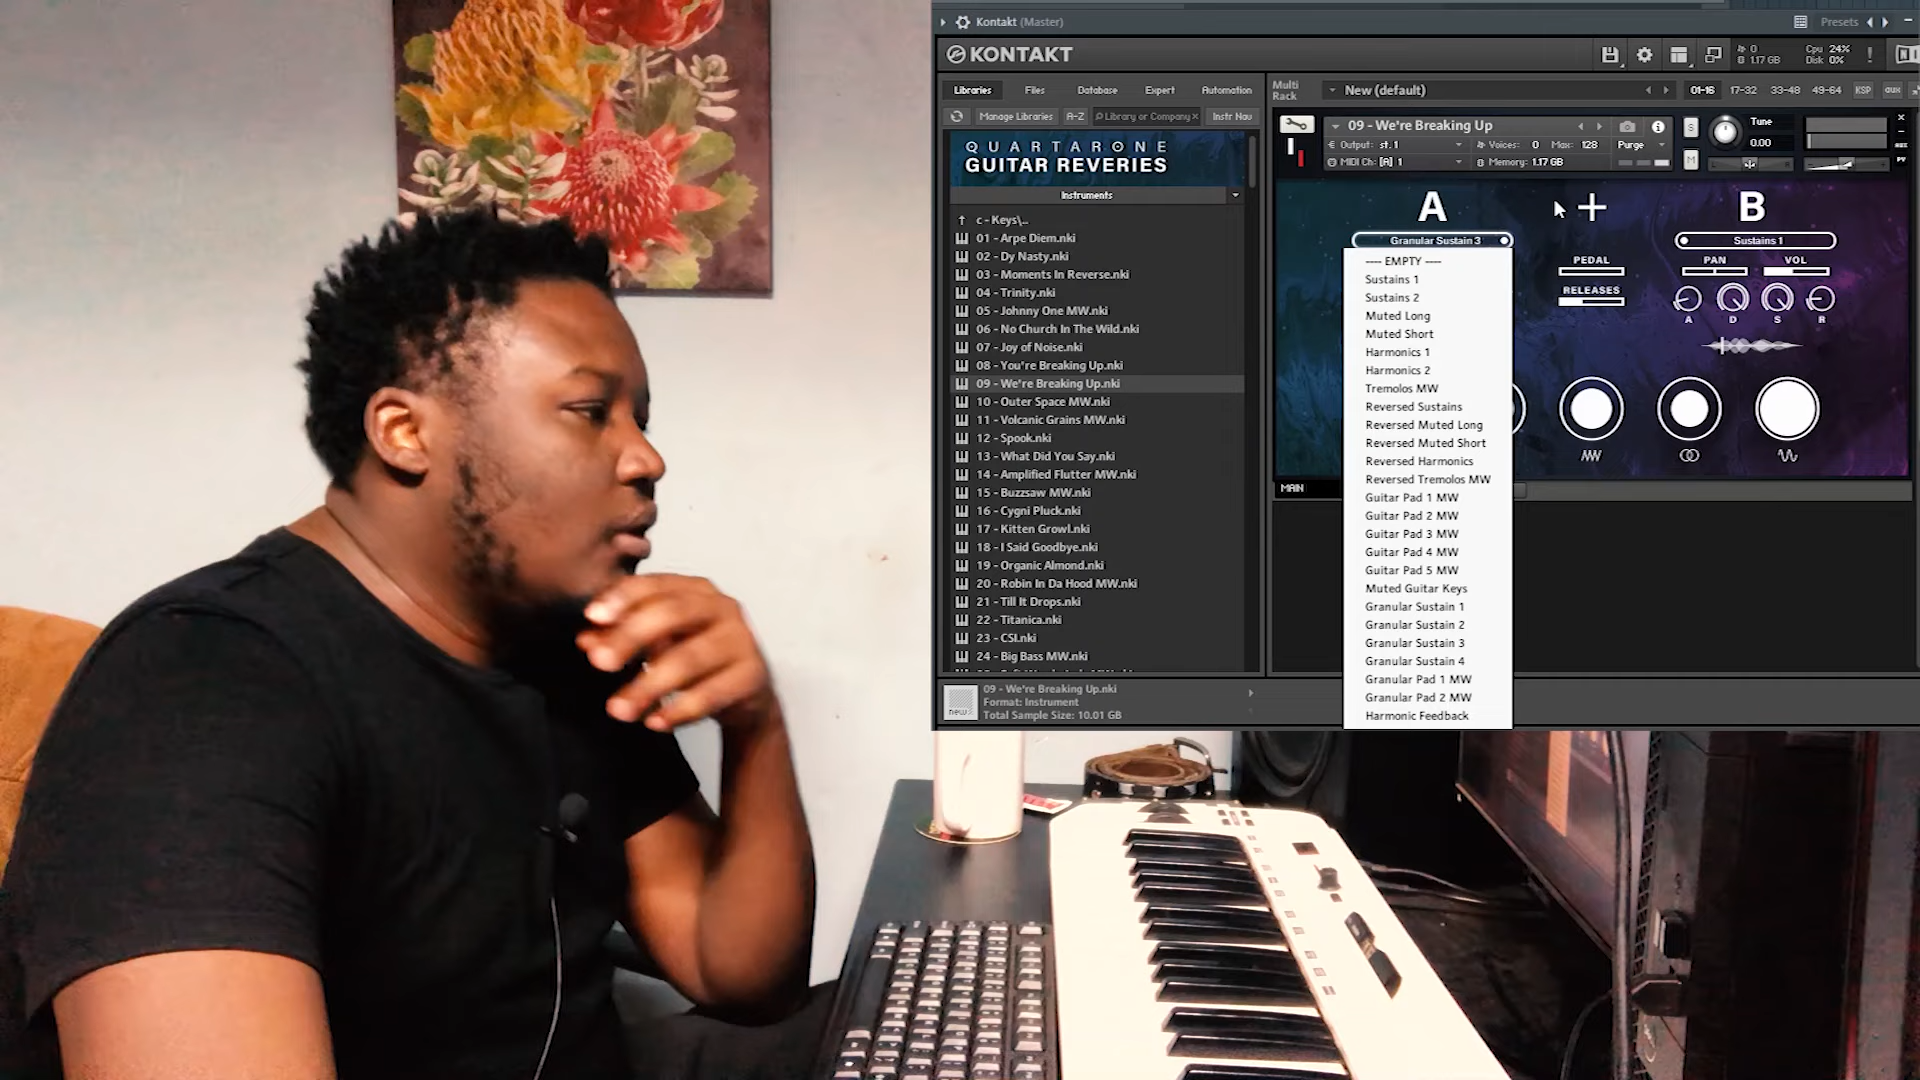 Kontakt (Master)
Presets
KONTAKT
0
1.17 GB
Cpu 24%
Disk 0%
!
Libraries
Files
Database
Expert
Automation
Manage Libraries
A-Z
Library or Company
Instr Nav
QUARTARONE
GUITAR REVERIES
Instruments
c - Keys\..
01 - Arpe Diem.nki
02 - Dy Nasty.nki
03 - Moments In Reverse.nki
04 - Trinity.nki
05 - Johnny One MW.nki
06 - No Church In The Wild.nki
07 - Joy of Noise.nki
08 - You're Breaking Up.nki
09 - We're Breaking Up.nki
10 - Outer Space MW.nki
11 - Volcanic Grains MW.nki
12 - Spook.nki
13 - What Did You Say.nki
14 - Amplified Flutter MW.nki
15 - Buzzsaw MW.nki
16 - Cygni Pluck.nki
17 - Kitten Growl.nki
18 - I Said Goodbye.nki
19 - Organic Almond.nki
20 - Robin In Da Hood MW.nki
21 - Till It Drops.nki
22 - Titanica.nki
23 - CSI.nki
24 - Big Bass MW.nki
09 - We're Breaking Up.nki
Format: Instrument
Total Sample Size: 10.01 GB
Multi
Rack
New (default)
01-16
17-32
33-48
49-64
KSP
aux
09 - We're Breaking Up
Output: st.1
Voices: 0 Max: 128
Purge
MIDI Ch: [A] 1
Memory: 1.17 GB
S
M
Tune
0.00
A
+
B
Granular Sustain 3
Sustains 1
---- EMPTY ----
Sustains 1
Sustains 2
Muted Long
Muted Short
Harmonics 1
Harmonics 2
Tremolos MW
Reversed Sustains
Reversed Muted Long
Reversed Muted Short
Reversed Harmonics
Reversed Tremolos MW
Guitar Pad 1 MW
Guitar Pad 2 MW
Guitar Pad 3 MW
Guitar Pad 4 MW
Guitar Pad 5 MW
Muted Guitar Keys
Granular Sustain 1
Granular Sustain 2
Granular Sustain 3
Granular Sustain 4
Granular Pad 1 MW
Granular Pad 2 MW
Harmonic Feedback
PEDAL
RELEASES
PAN
VOL
A
D
S
R
MAIN